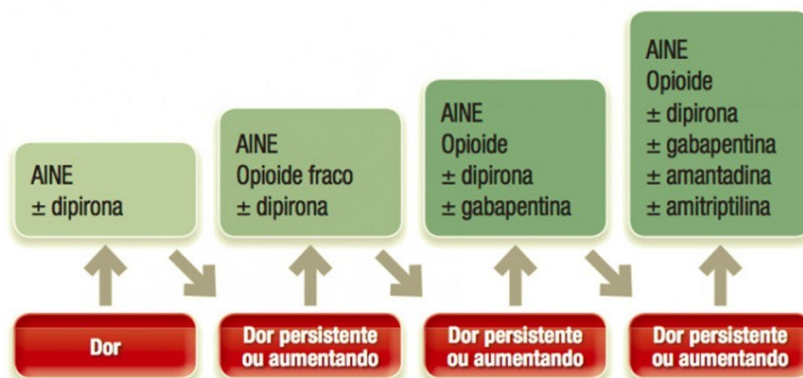 AINE
± dipirona
AINE
Opioide fraco
± dipirona
AINE
Opioide
± dipirona
± gabapentina
AINE
Opioide
± dipirona
± gabapentina
± amantadina
± amitriptilina
Dor
Dor persistente
ou aumentando
Dor persistente
ou aumentando
Dor persistente
ou aumentando